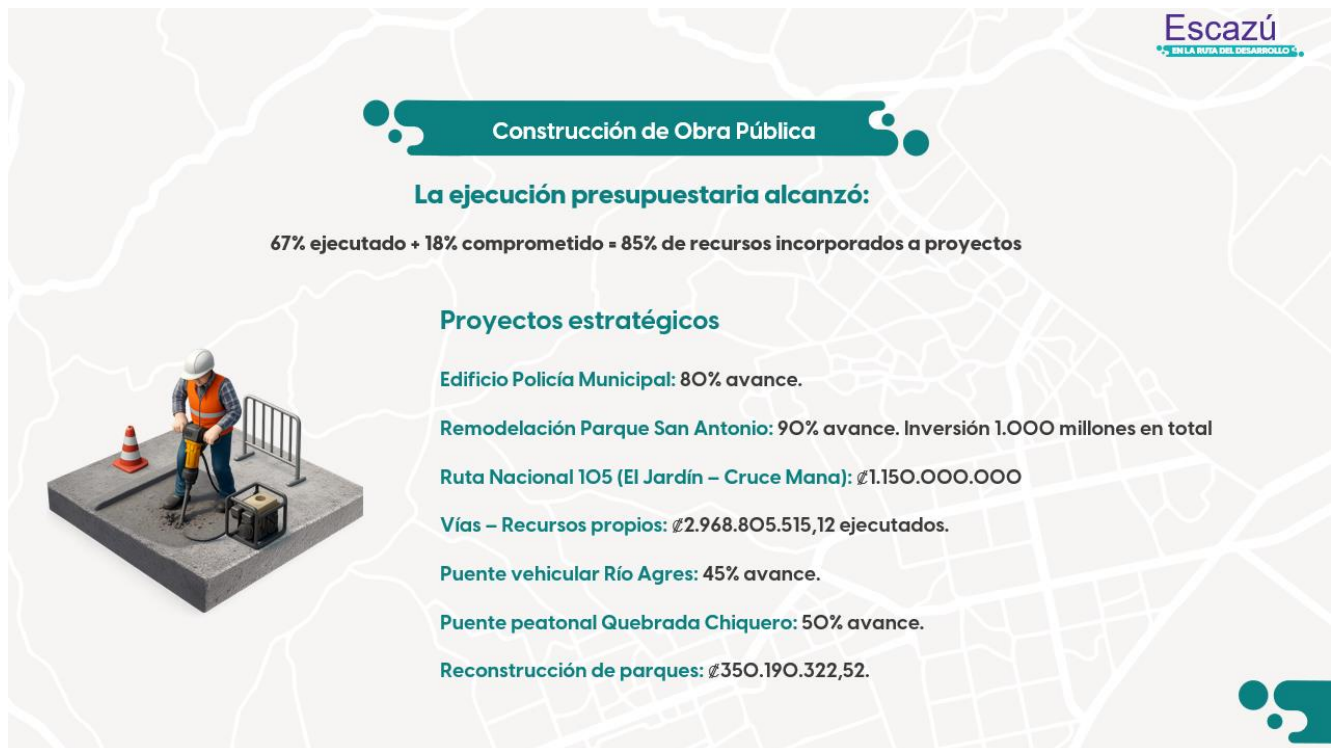 Escazú
EN LA RUTA DEL DESARROLLO
Construcción de Obra Pública
La ejecución presupuestaria alcanzó:
67% ejecutado + 18% comprometido = 85% de recursos incorporados a proyectos
Proyectos estratégicos
Edificio Policía Municipal: 80% avance.
Remodelación Parque San Antonio: 90% avance. Inversión 1.000 millones en total
Ruta Nacional 105 (El Jardín – Cruce Mana): ₡1.150.000.000
Vías – Recursos propios: ₡2.968.805.515,12 ejecutados.
Puente vehicular Río Agres: 45% avance.
Puente peatonal Quebrada Chiquero: 50% avance.
Reconstrucción de parques: ₡350.190.322,52.